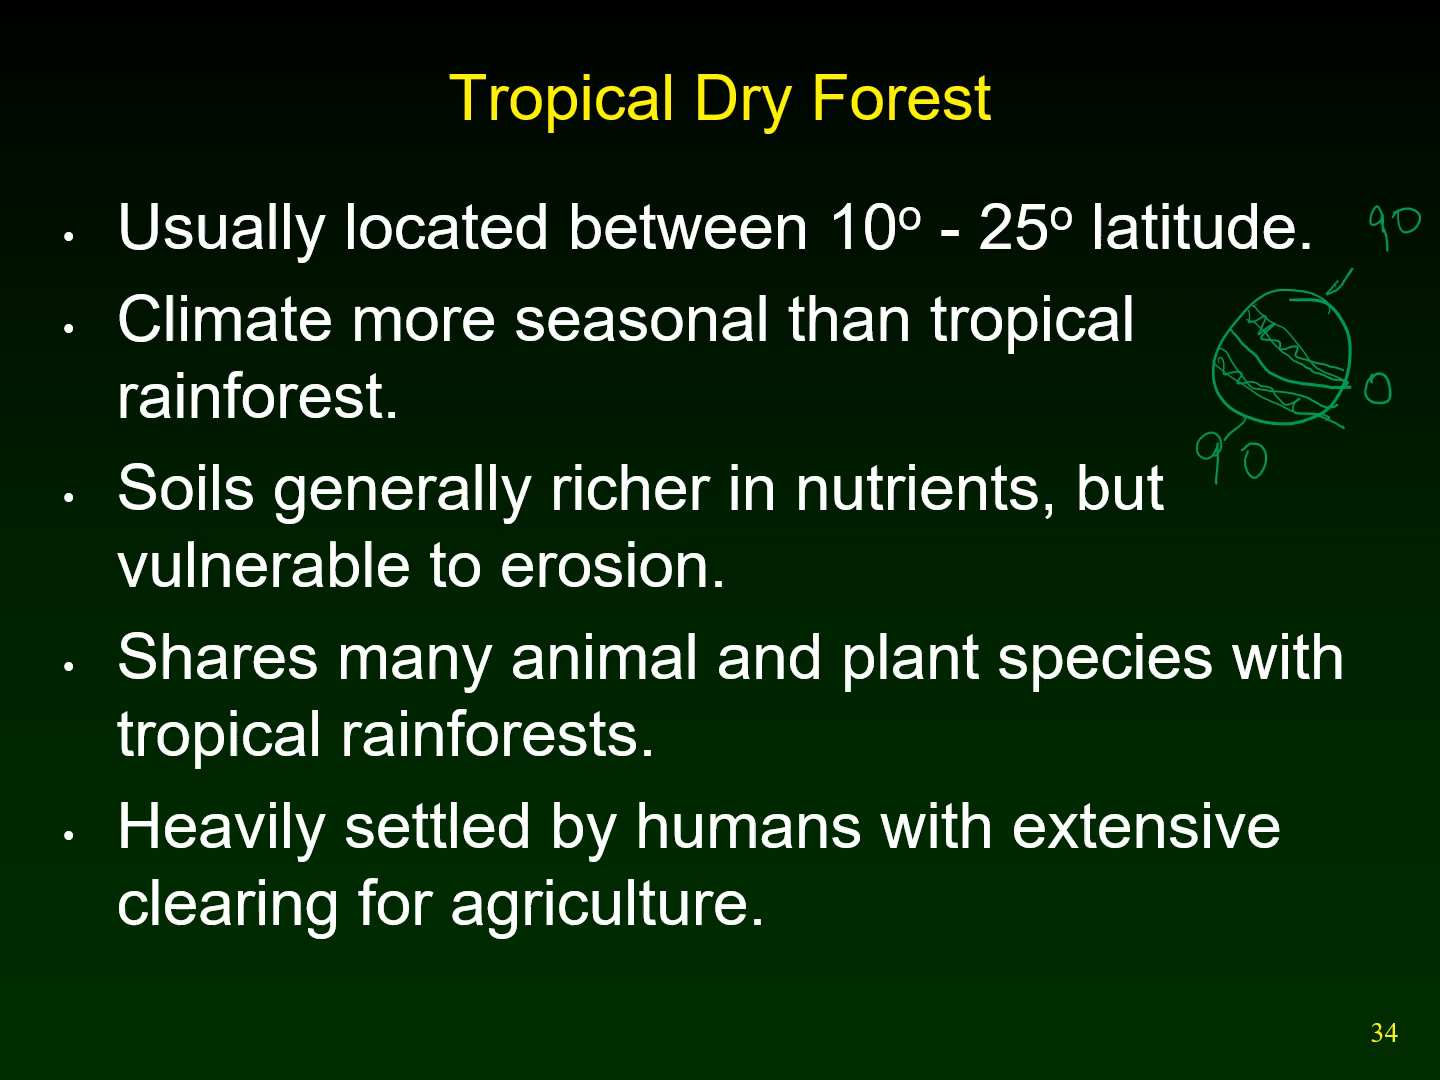 Tropical Dry Forest
• Usually located between 10º - 25º latitude.
90
• Climate more seasonal than tropical
rainforest.
0
90
• Soils generally richer in nutrients, but
vulnerable to erosion.
• Shares many animal and plant species with
tropical rainforests.
• Heavily settled by humans with extensive
clearing for agriculture.
34